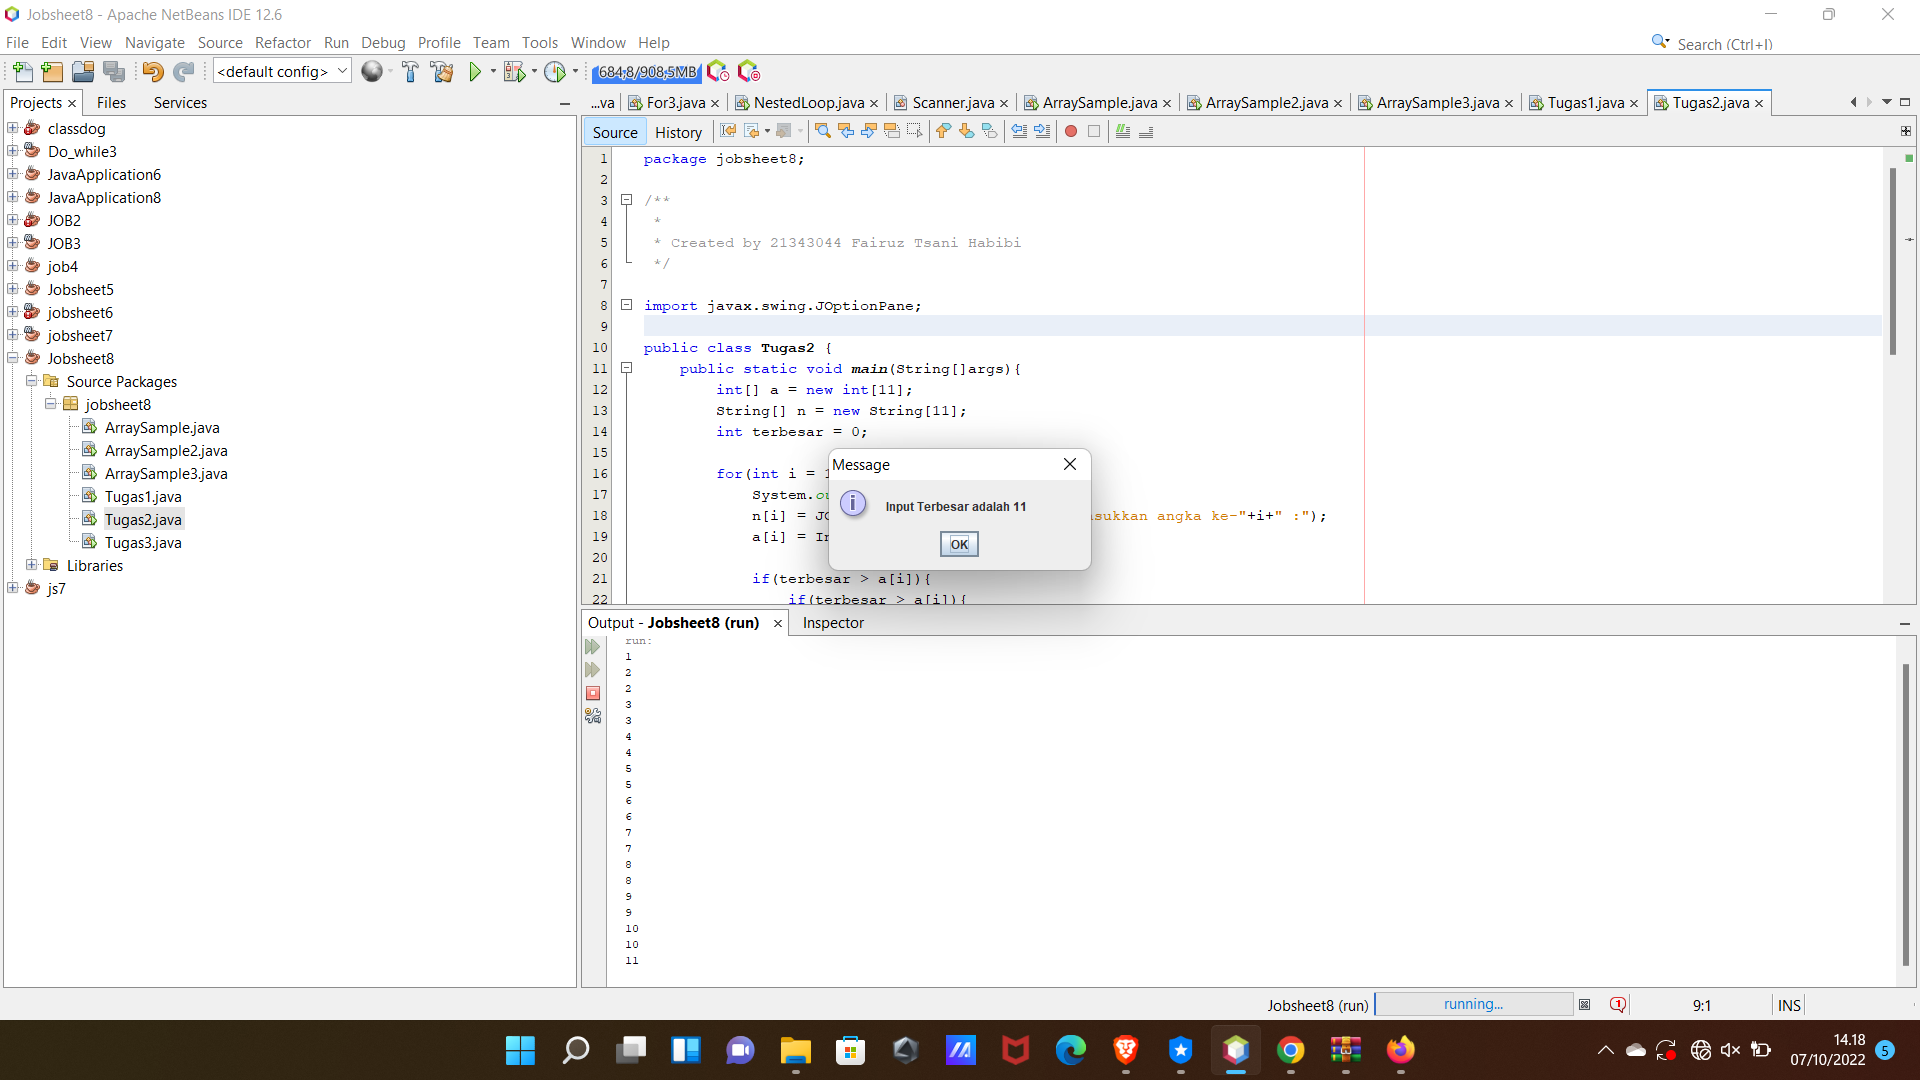 Jobsheet8 - Apache NetBeans IDE 12.6
File Edit View Navigate Source Refactor Run Debug Profile Team Tools Window Help
Search (Ctrl+I)
<default config>
684,8/908,5MB
Projects Files Services
...va For3.java NestedLoop.java Scanner.java ArraySample.java ArraySample2.java ArraySample3.java Tugas1.java Tugas2.java
classdog
Do_while3
JavaApplication6
JavaApplication8
JOB2
JOB3
job4
Jobsheet5
jobsheet6
jobsheet7
Jobsheet8
Source Packages
jobsheet8
ArraySample.java
ArraySample2.java
ArraySample3.java
Tugas1.java
Tugas2.java
Tugas3.java
Libraries
js7
Source History
1 package jobsheet8;
2
3 /**
4 *
5 * Created by 21343044 Fairuz Tsani Habibi
6 */
7
8 import javax.swing.JOptionPane;
9
10 public class Tugas2 {
11 public static void main(String[]args){
12 int[] a = new int[11];
13 String[] n = new String[11];
14 int terbesar = 0;
15
16 for(int i =
17 System.
18 n[i] = sukkan angka ke-"+i+" :");
19 a[i] =
20
21 if(terbesar > a[i]){
22 if(terbesar > a[i]){
Message
Input Terbesar adalah 11
OK
Output - Jobsheet8 (run) Inspector
run:
1
2
2
3
3
4
4
5
5
6
6
7
7
8
8
9
9
10
10
11
Jobsheet8 (run) running... 1 9:1 INS
14.18
07/10/2022 5